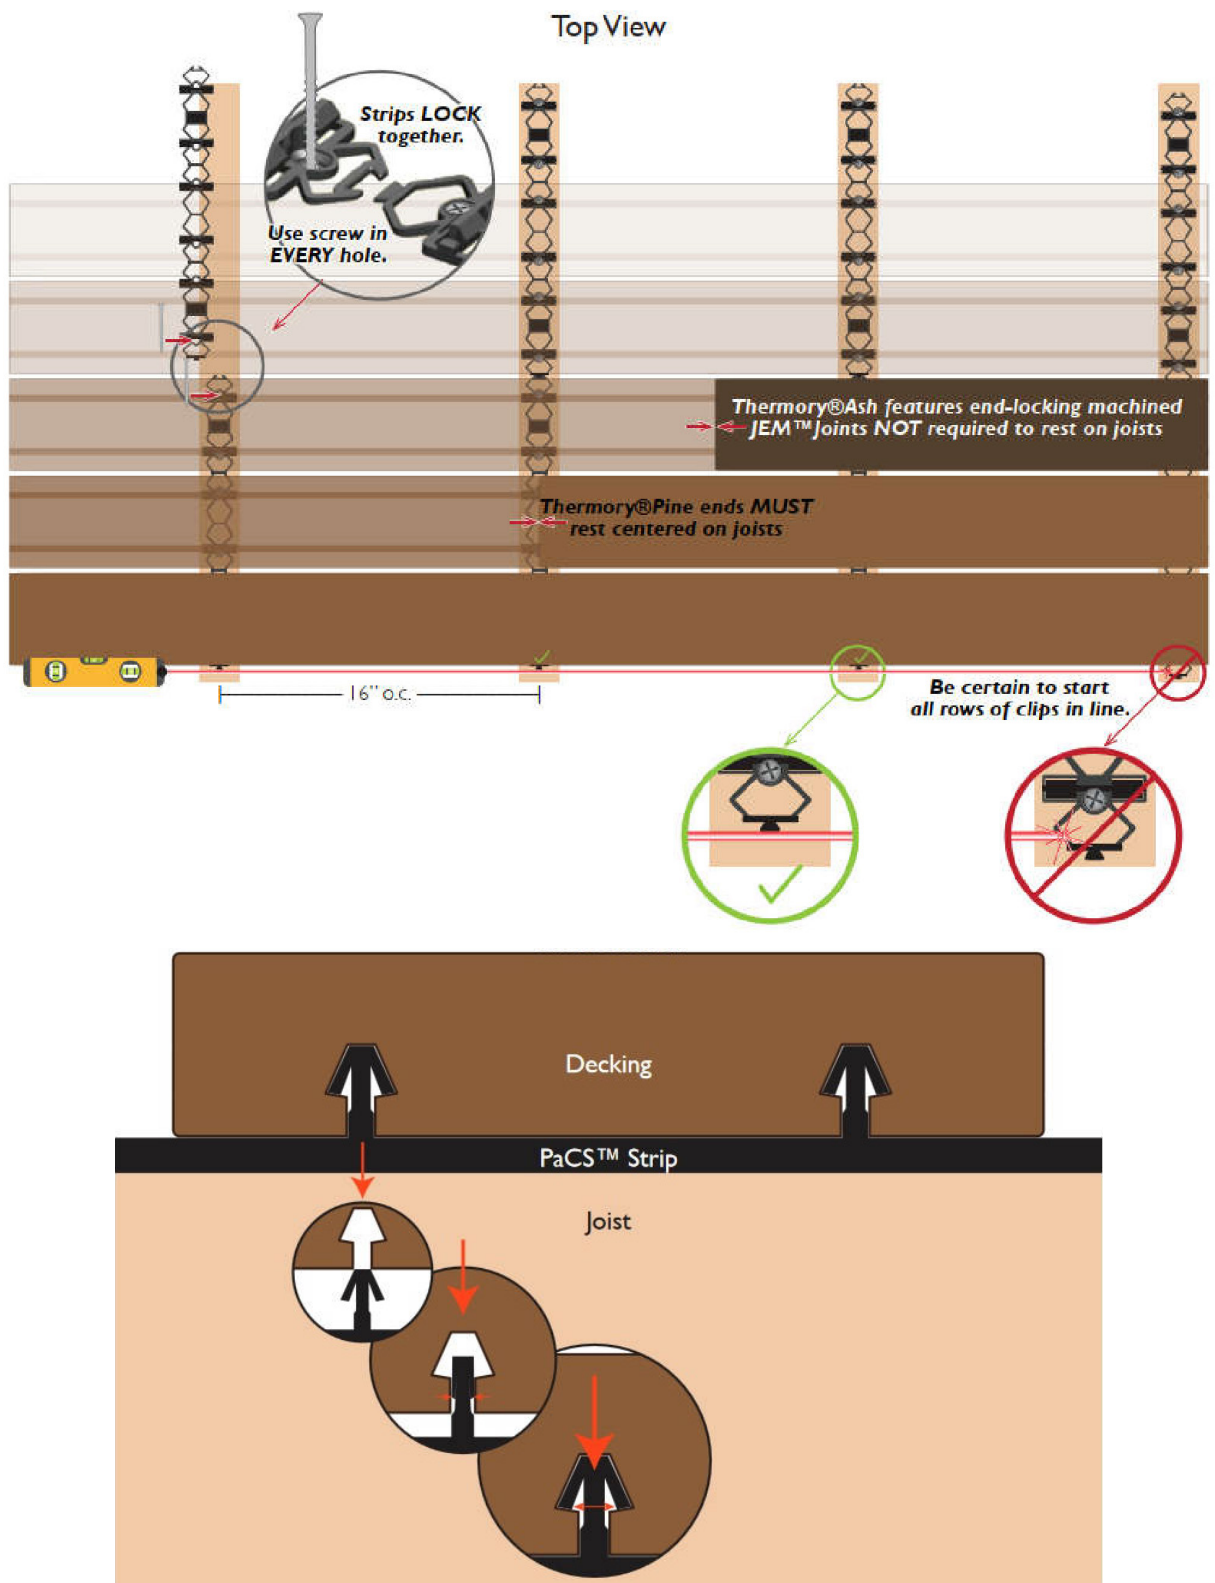 Top View
Strips LOCK
together.
Use screw in
EVERY hole.
Thermory®Ash features end-locking machined
JEM™Joints NOT required to rest on joists
Thermory®Pine ends MUST
rest centered on joists
16" o.c.
Be certain to start
all rows of clips in line.
Decking
PaCS™ Strip
Joist